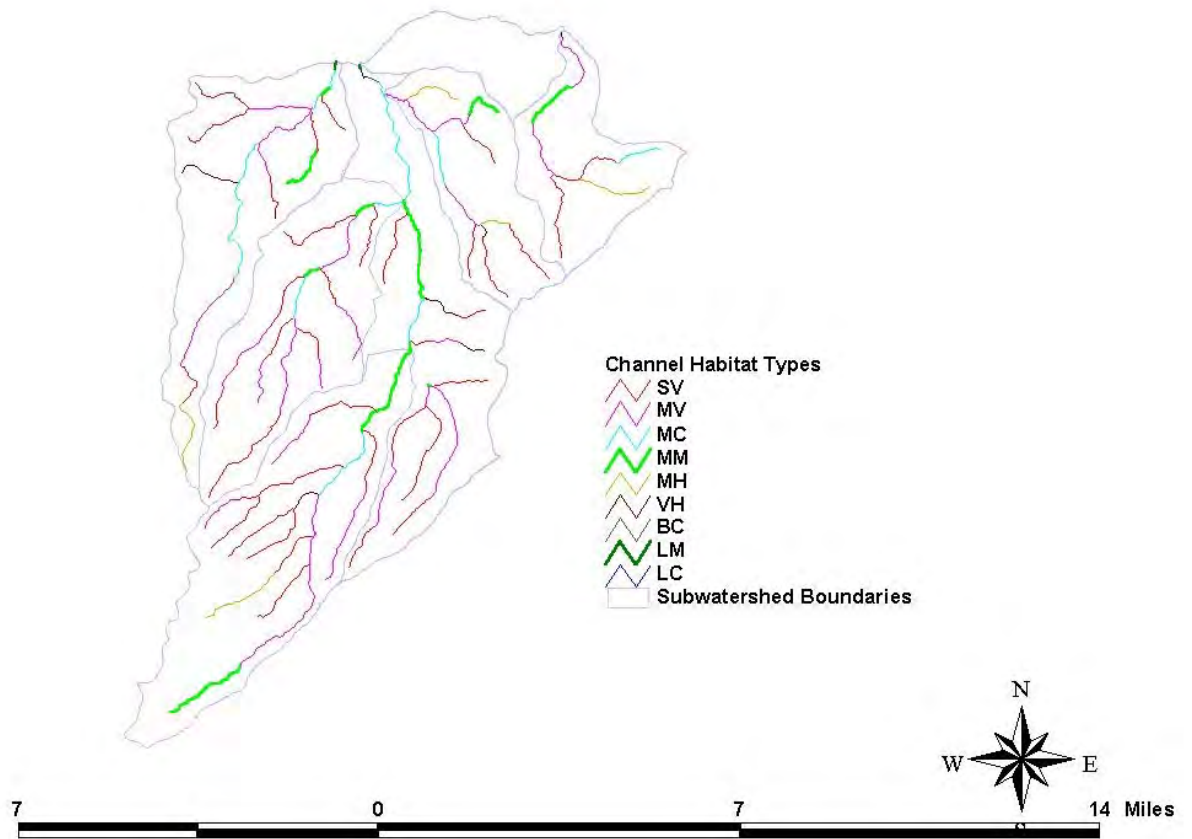 Channel Habitat Types
SV
MV
MC
MM
MH
VH
BC
LM
LC
Subwatershed Boundaries
N
W E
S
7 0 7 14 Miles